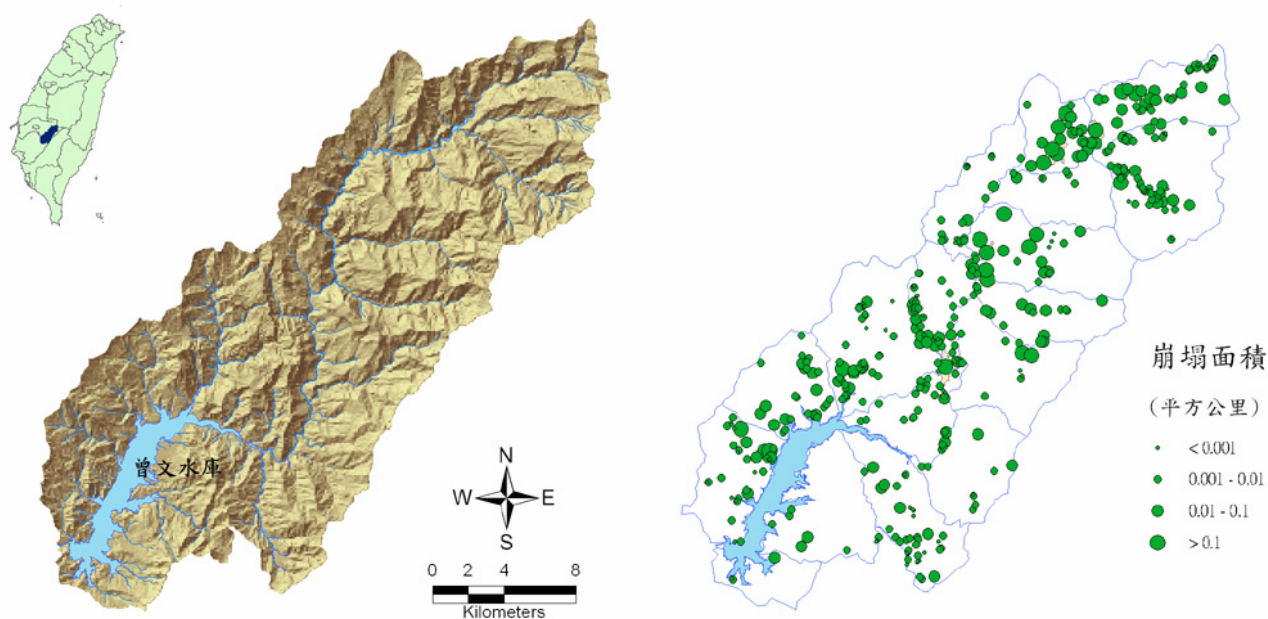 曾文水庫
N
W E
S
0 2 4 8
Kilometers
崩塌面積
(平方公里)
< 0.001
0.001 - 0.01
0.01 - 0.1
> 0.1